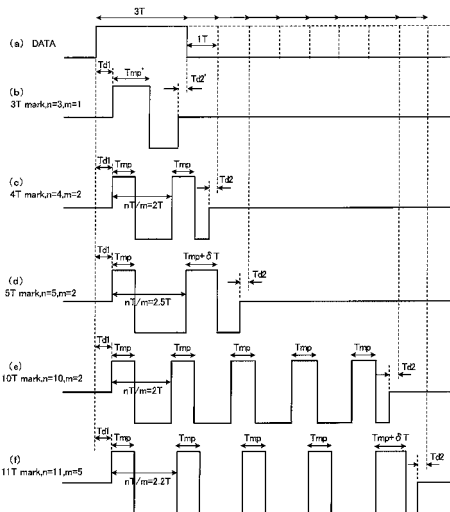 3T
(a) DATA
1T
Td1
Tmp'
Td2'
(b)
3T mark,n=3,m=1
Td1
Tmp
Tmp
Td2
(c)
4T mark,n=4,m=2
nT/m=2T
Td1
Tmp
Tmp+δT
Td2
(d)
5T mark,n=5,m=2
nT/m=2.5T
Td1
Tmp
Tmp
Tmp
Tmp
Tmp
Td2
(e)
10T mark,n=10,m=2
nT/m=2T
Td1
Tmp
Tmp
Tmp
Tmp
Tmp+δT
Td2
(f)
11T mark,n=11,m=5
nT/m=2.2T